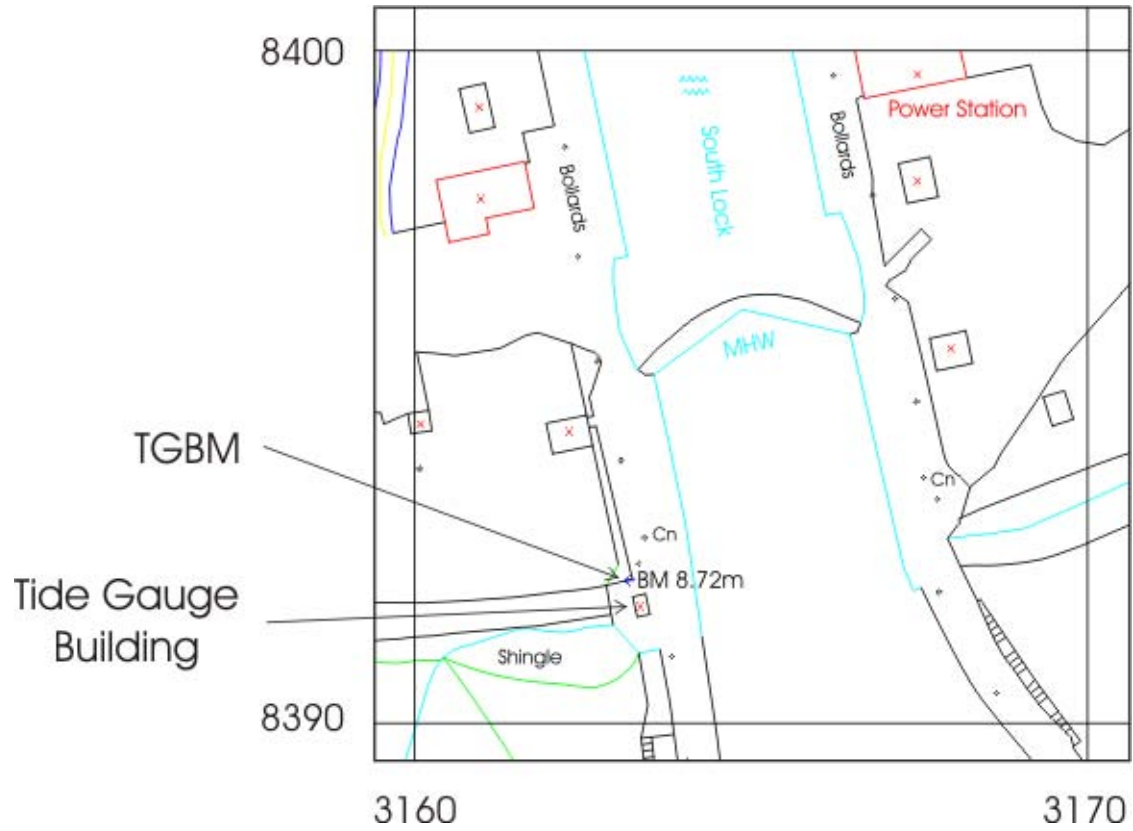 8400
Power Station
Bollards
Bollards
South Lock
MHW
TGBM
Cn
Cn
BM 8.72m
Tide Gauge
Building
Shingle
8390
3160
3170